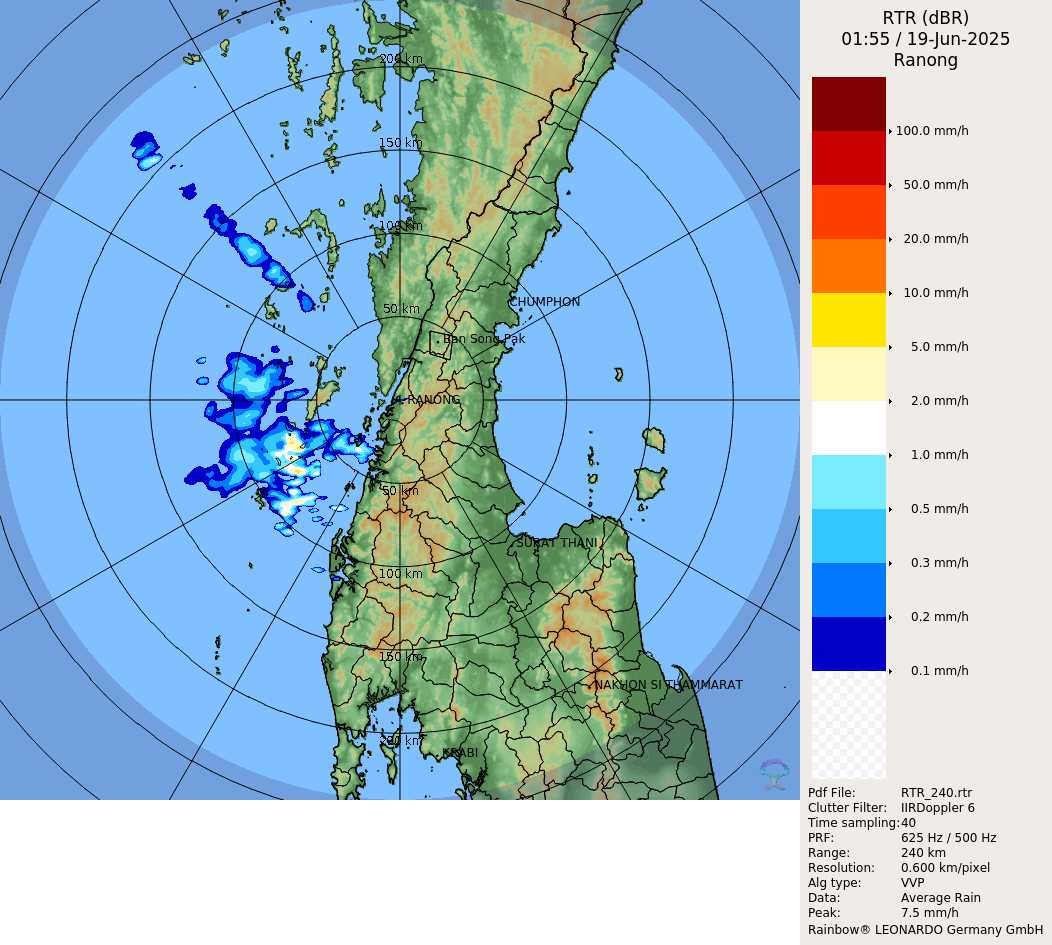 RTR (dBR)
01:55 / 19-Jun-2025
Ranong
100.0 mm/h
50.0 mm/h
20.0 mm/h
10.0 mm/h
5.0 mm/h
2.0 mm/h
1.0 mm/h
0.5 mm/h
0.3 mm/h
0.2 mm/h
0.1 mm/h
200 km
150 km
100 km
50 km
CHUMPHON
Ban Song Pak
RANONG
50 km
SURAT THANI
100 km
150 km
NAKHON SI THAMMARAT
200 km
KRABI
Pdf File: RTR_240.rtr
Clutter Filter: IIRDoppler 6
Time sampling: 40
PRF: 625 Hz / 500 Hz
Range: 240 km
Resolution: 0.600 km/pixel
Alg type: VVP
Data: Average Rain
Peak: 7.5 mm/h
Rainbow® LEONARDO Germany GmbH